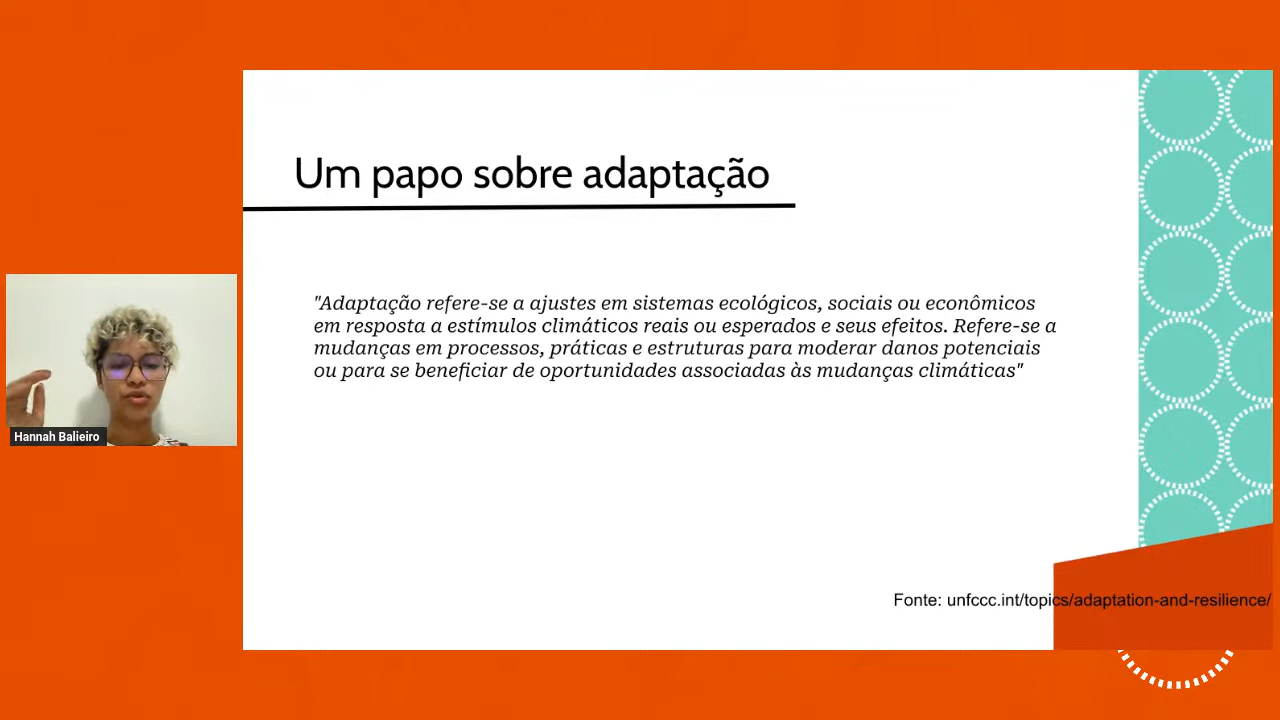 Um papo sobre adaptação
"Adaptação refere-se a ajustes em sistemas ecológicos, sociais ou econômicos
em resposta a estímulos climáticos reais ou esperados e seus efeitos. Refere-se a
mudanças em processos, práticas e estruturas para moderar danos potenciais
ou para se beneficiar de oportunidades associadas às mudanças climáticas"
Hannah Balieiro
Fonte: unfccc.int/topics/adaptation-and-resilience/